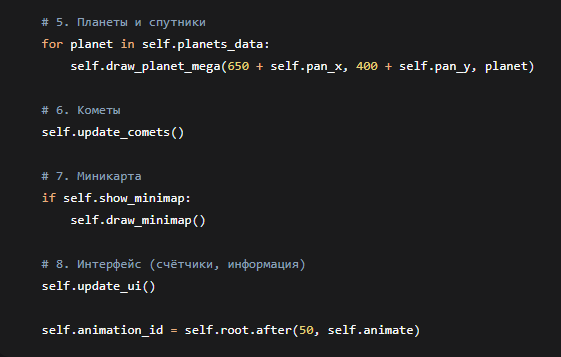 # 5. Планеты и спутники
for planet in self.planets_data:
self.draw_planet_mega(650 + self.pan_x, 400 + self.pan_y, planet)
# 6. Кометы
self.update_comets()
# 7. Миникарта
if self.show_minimap:
self.draw_minimap()
# 8. Интерфейс (счётчики, информация)
self.update_ui()
self.animation_id = self.root.after(50, self.animate)